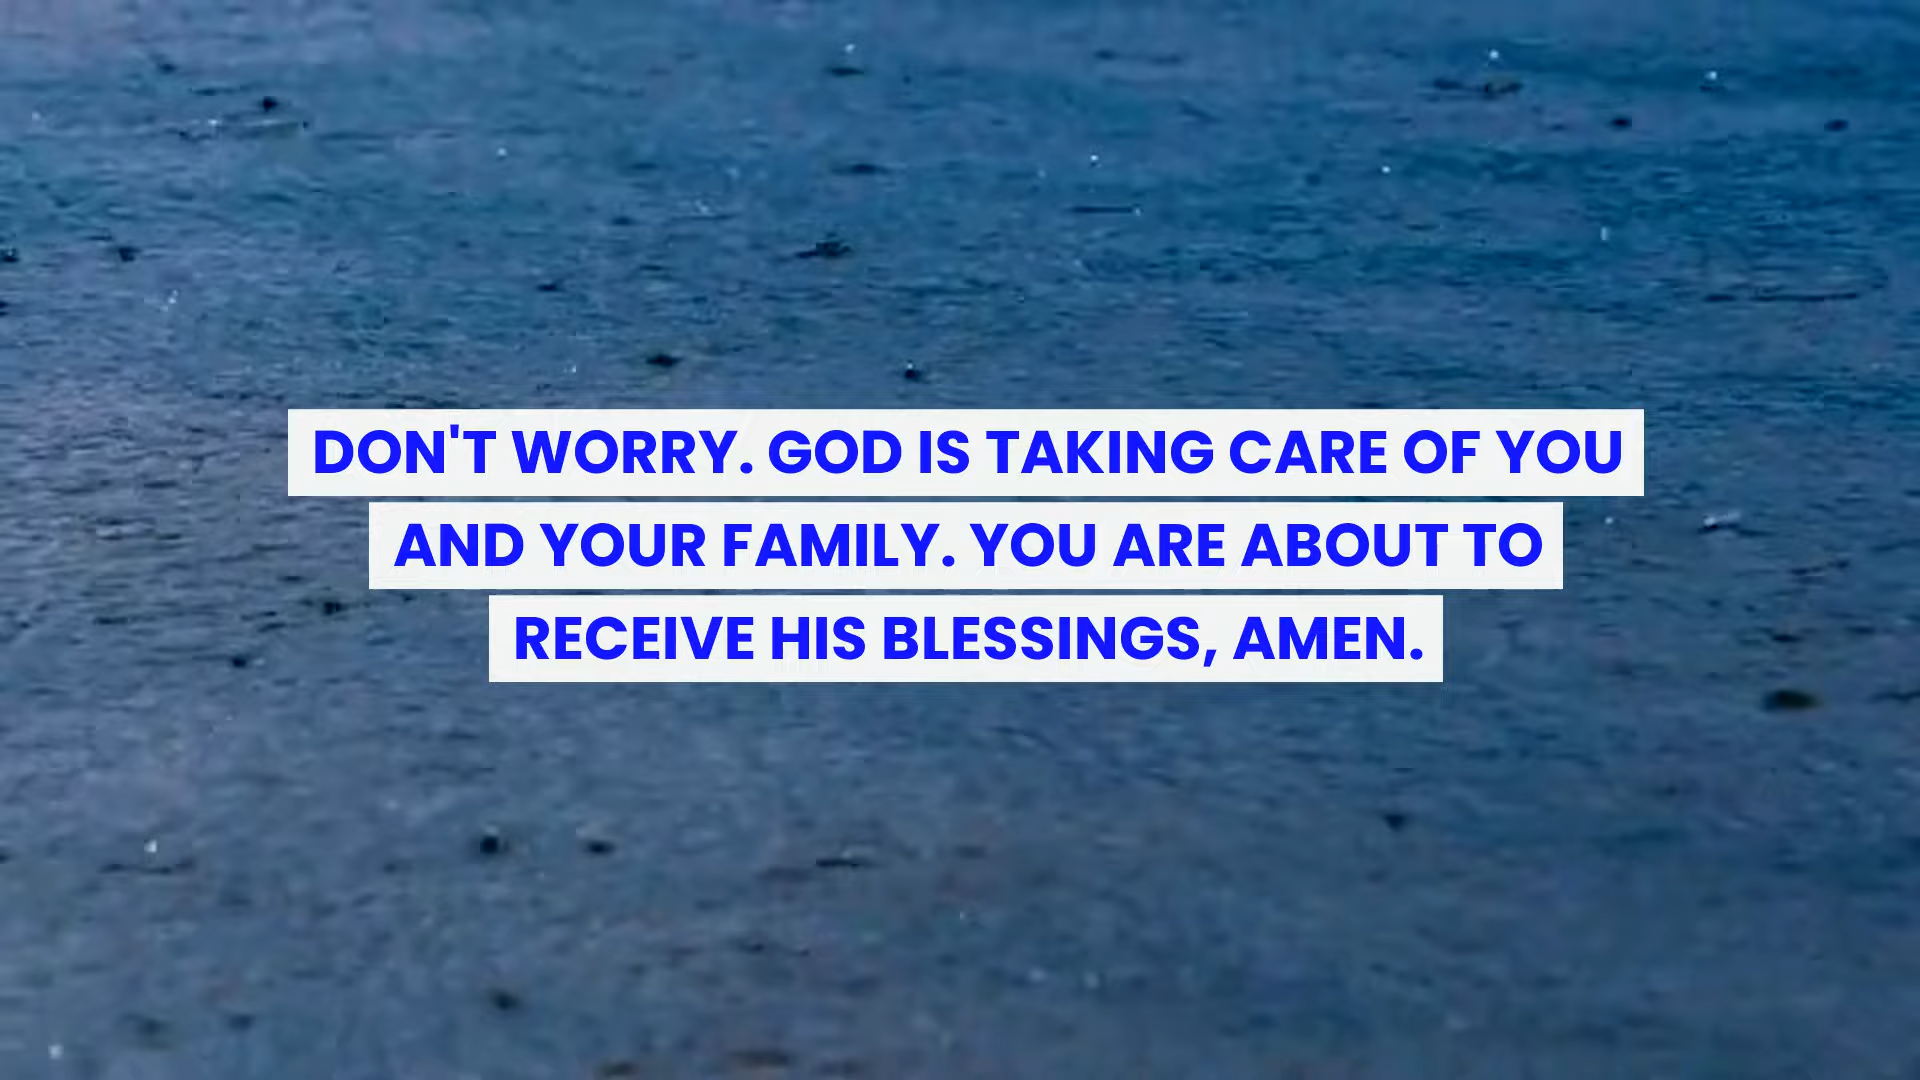 DON'T WORRY. GOD IS TAKING CARE OF YOU
AND YOUR FAMILY. YOU ARE ABOUT TO
RECEIVE HIS BLESSINGS, AMEN.